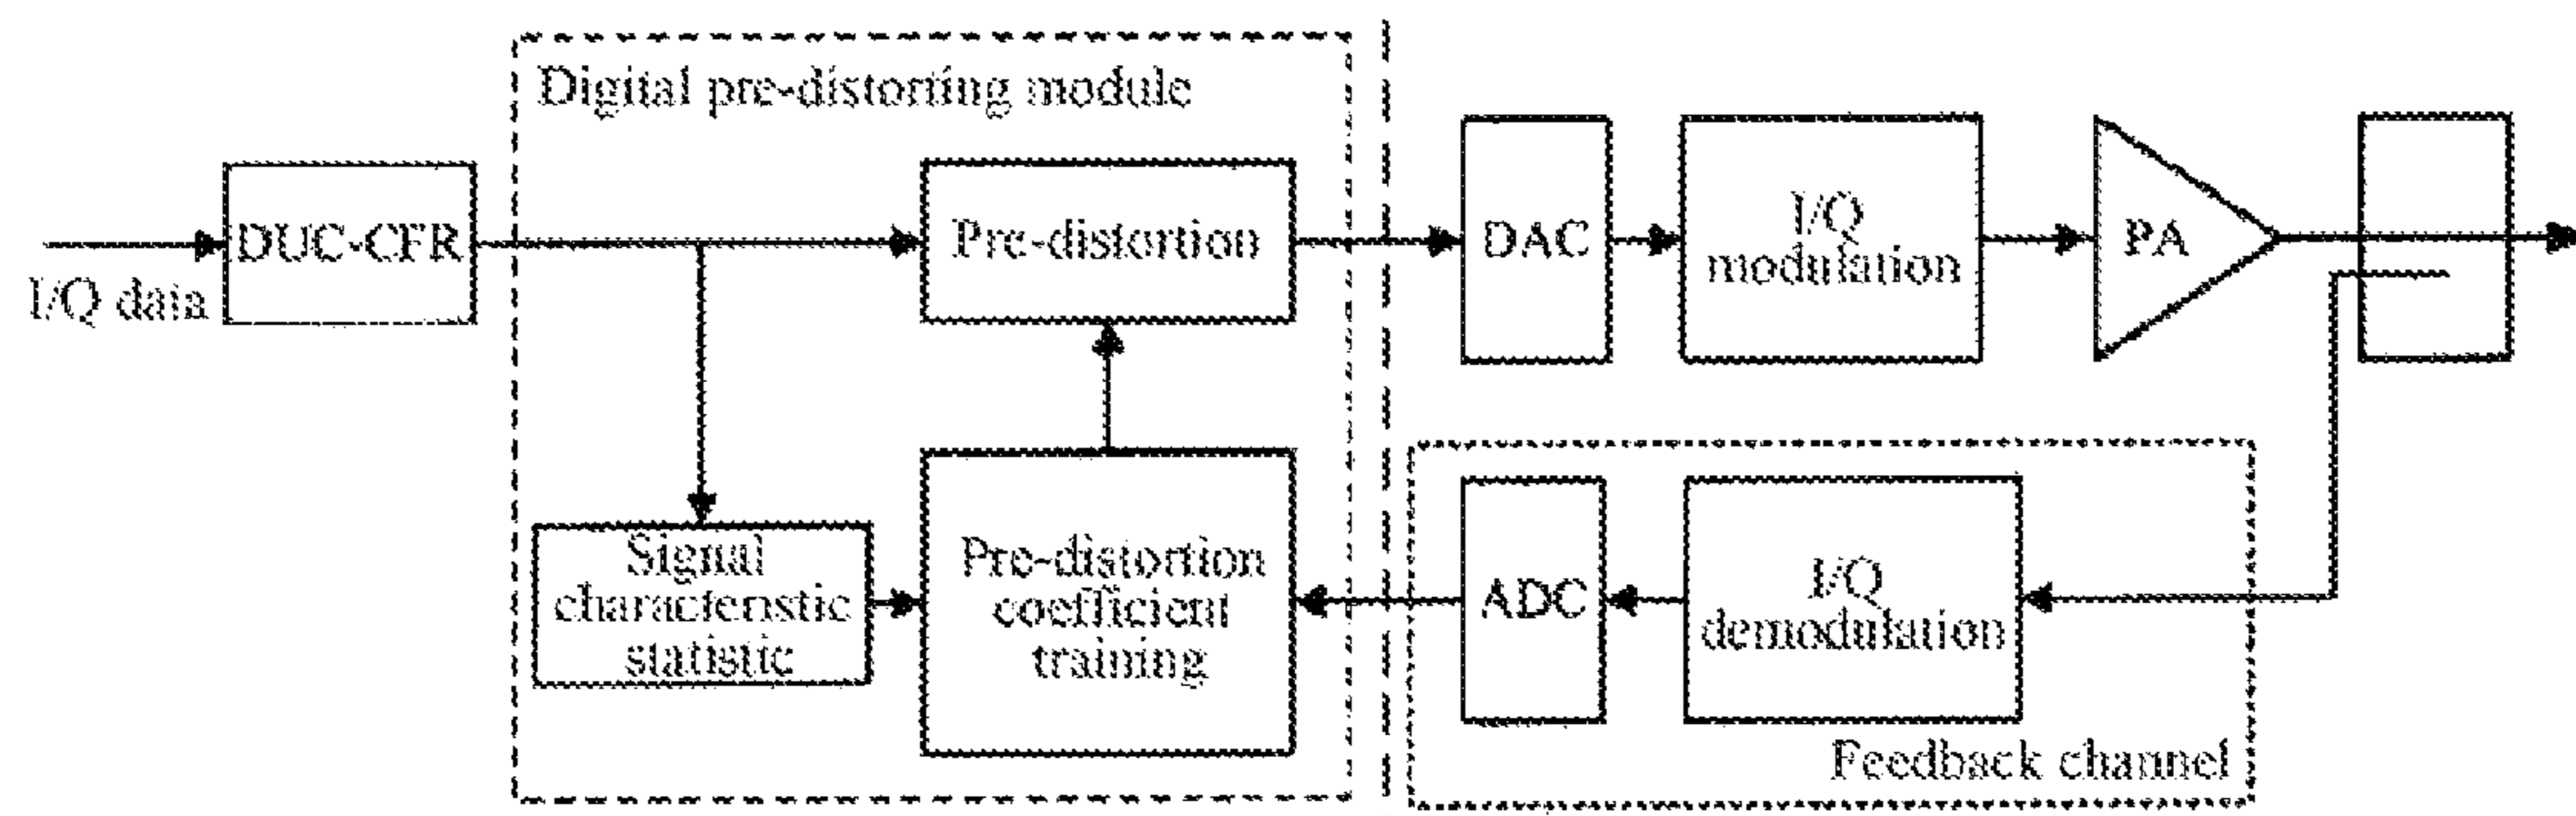 Digital pre-distorting module
I/Q data
DUC-CFR
Pre-distortion
DAC
I/Q
modulation
PA
Signal
characteristic
statistic
Pre-distortion
coefficient
training
ADC
I/Q
demodulation
Feedback channel